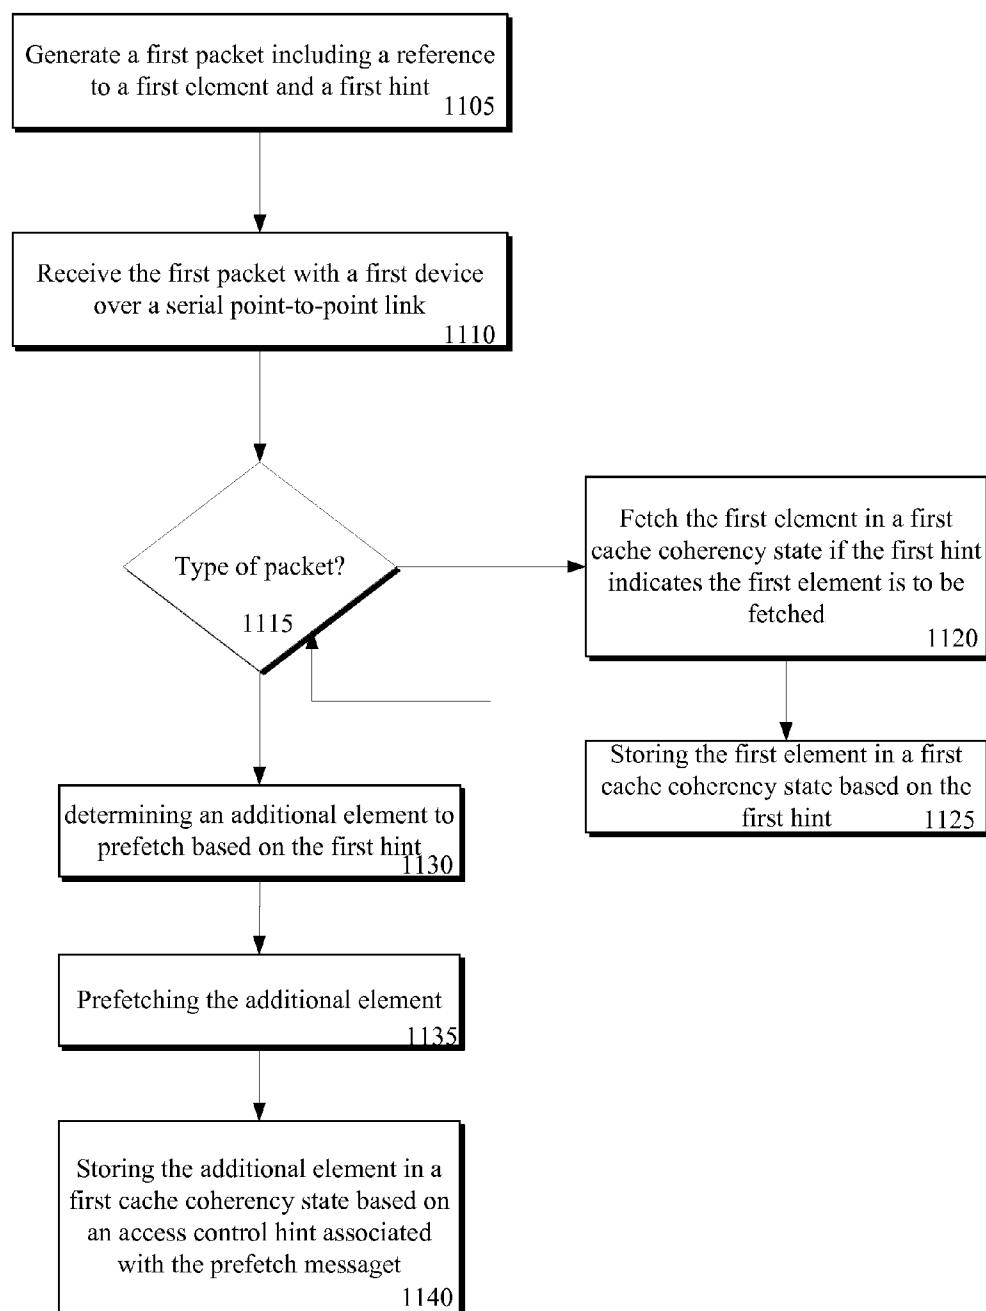 Generate a first packet including a reference
to a first element and a first hint
1105
Receive the first packet with a first device
over a serial point-to-point link
1110
Type of packet?
1115
Fetch the first element in a first
cache coherency state if the first hint
indicates the first element is to be
fetched
1120
Storing the first element in a first
cache coherency state based on the
first hint
1125
determining an additional element to
prefetch based on the first hint
1130
Prefetching the additional element
1135
Storing the additional element in a
first cache coherency state based on
an access control hint associated
with the prefetch messaget
1140